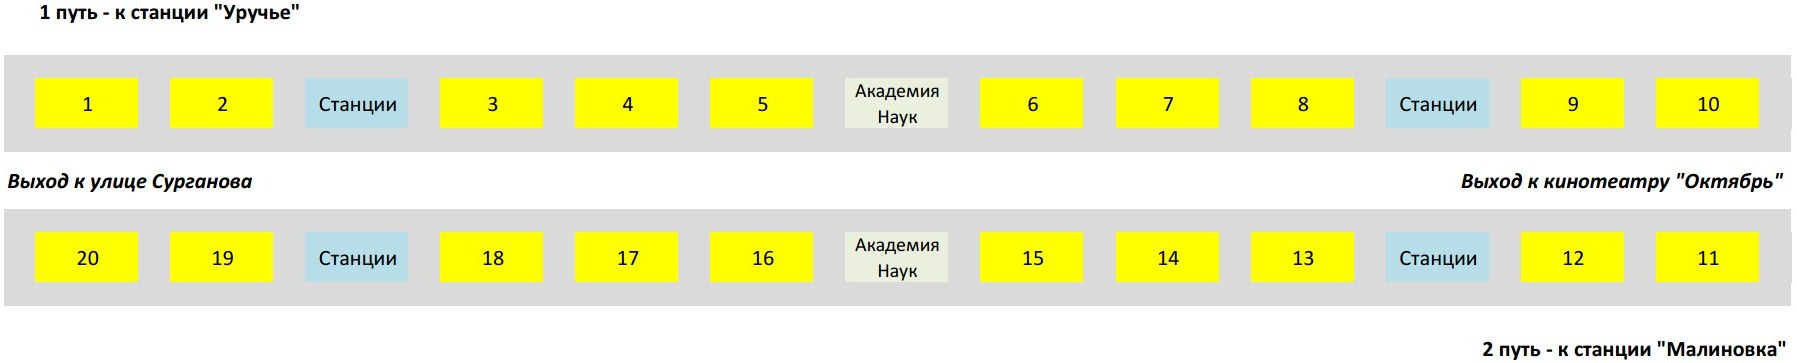 1 путь - к станции "Уручье"
1 2 Станции 3 4 5 Академия Наук 6 7 8 Станции 9 10
Выход к улице Сурганова Выход к кинотеатру "Октябрь"
20 19 Станции 18 17 16 Академия Наук 15 14 13 Станции 12 11
2 путь - к станции "Малиновка"